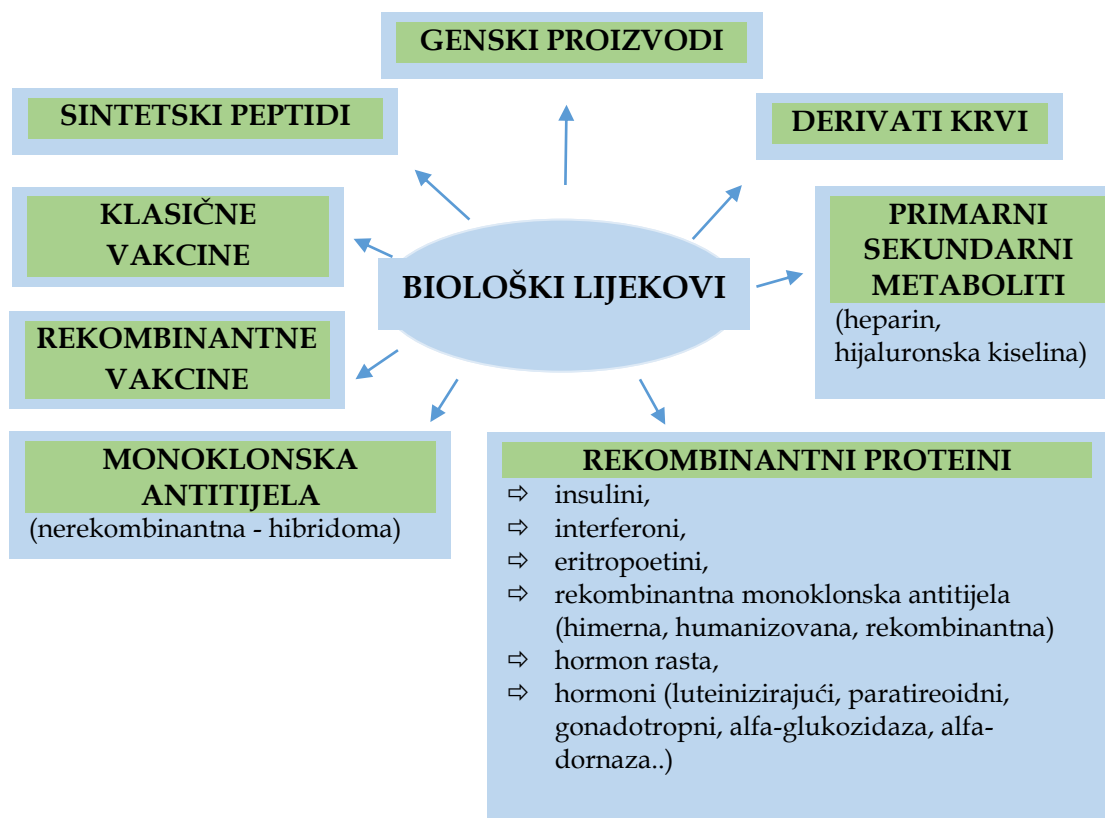 GENSKI PROIZVODI
SINTETSKI PEPTIDI
DERIVATI KRVI
KLASIČNE
VAKCINE
PRIMARNI
SEKUNDARNI
METABOLITI
(heparin,
hijaluronska kiselina)
BIOLOŠKI LIJEKOVI
REKOMBINANTNE
VAKCINE
MONOKLONSKA
ANTITIJELA
(nerekombinantna - hibridoma)
REKOMBINANTNI PROTEINI
⇨ insulini,
⇨ interferoni,
⇨ eritropoetini,
⇨ rekombinantna monoklonska antitijela
(himerna, humanizovana, rekombinantna)
⇨ hormon rasta,
⇨ hormoni (luteinizirajući, paratireoidni,
gonadotropni, alfa-glukozidaza, alfa-
dornaza..)